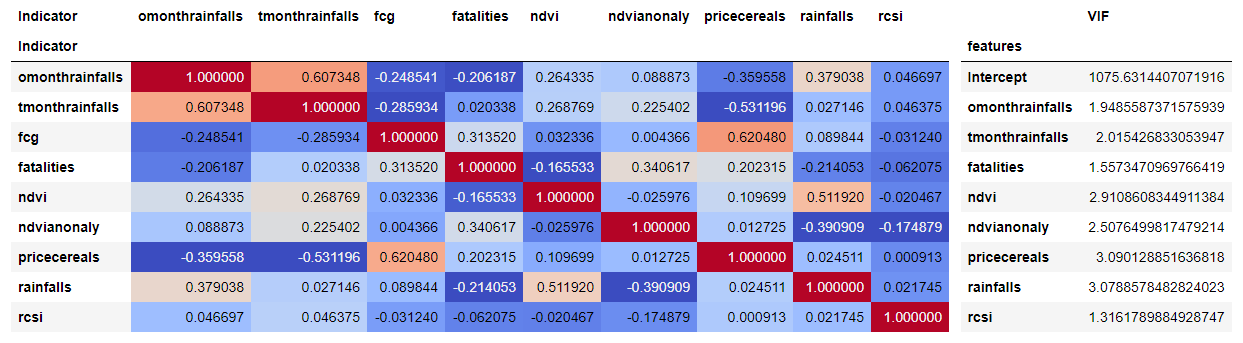 Indicator omonthrainfalls tmonthrainfalls fcg fatalities ndvi ndvianonaly pricecereals rainfalls rcsi VIF
Indicator features
omonthrainfalls 1.000000 0.607348 -0.248541 -0.206187 0.264335 0.088873 -0.359558 0.379038 0.046697 Intercept 1075.6314407071916
tmonthrainfalls 0.607348 1.000000 -0.285934 0.020338 0.268769 0.225402 -0.531196 0.027146 0.046375 omonthrainfalls 1.9485587371575939
fcg -0.248541 -0.285934 1.000000 0.313520 0.032336 0.004366 0.620480 0.089844 -0.031240 tmonthrainfalls 2.015426833053947
fatalities -0.206187 0.020338 0.313520 1.000000 -0.165533 0.340617 0.202315 -0.214053 -0.062075 fatalities 1.5573470969766419
ndvi 0.264335 0.268769 0.032336 -0.165533 1.000000 -0.025976 0.109699 0.511920 -0.020467 ndvi 2.9108608344911384
ndvianonaly 0.088873 0.225402 0.004366 0.340617 -0.025976 1.000000 0.012725 -0.390909 -0.174879 ndvianonaly 2.5076499817479214
pricecereals -0.359558 -0.531196 0.620480 0.202315 0.109699 0.012725 1.000000 0.024511 0.000913 pricecereals 3.090128851636818
rainfalls 0.379038 0.027146 0.089844 -0.214053 0.511920 -0.390909 0.024511 1.000000 0.021745 rainfalls 3.0788578482824023
rcsi 0.046697 0.046375 -0.031240 -0.062075 -0.020467 -0.174879 0.000913 0.021745 1.000000 rcsi 1.3161789884928747